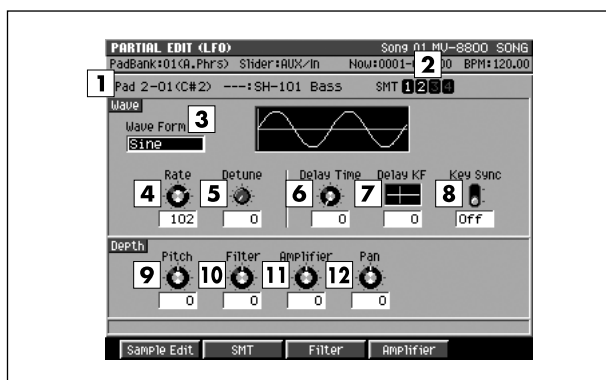 PARTIAL EDIT (LFO) Song 01 MV-8800 SONG
PadBank:01(A.Phrs) Slider:AUX/In Now:0001- 00 BPM:120.00
1 Pad 2-01(C#2) ---:SH-101 Bass SMT 1 2 3 4
2
Wave
Wave Form 3
Sine
Rate Detune Delay Time Delay KF Key Sync
4 5 6 7 8
102 0 0 0 Off
Depth
Pitch Filter Amplifier Pan
9 10 11 12
0 0 0 0
Sample Edit SMT Filter Amplifier